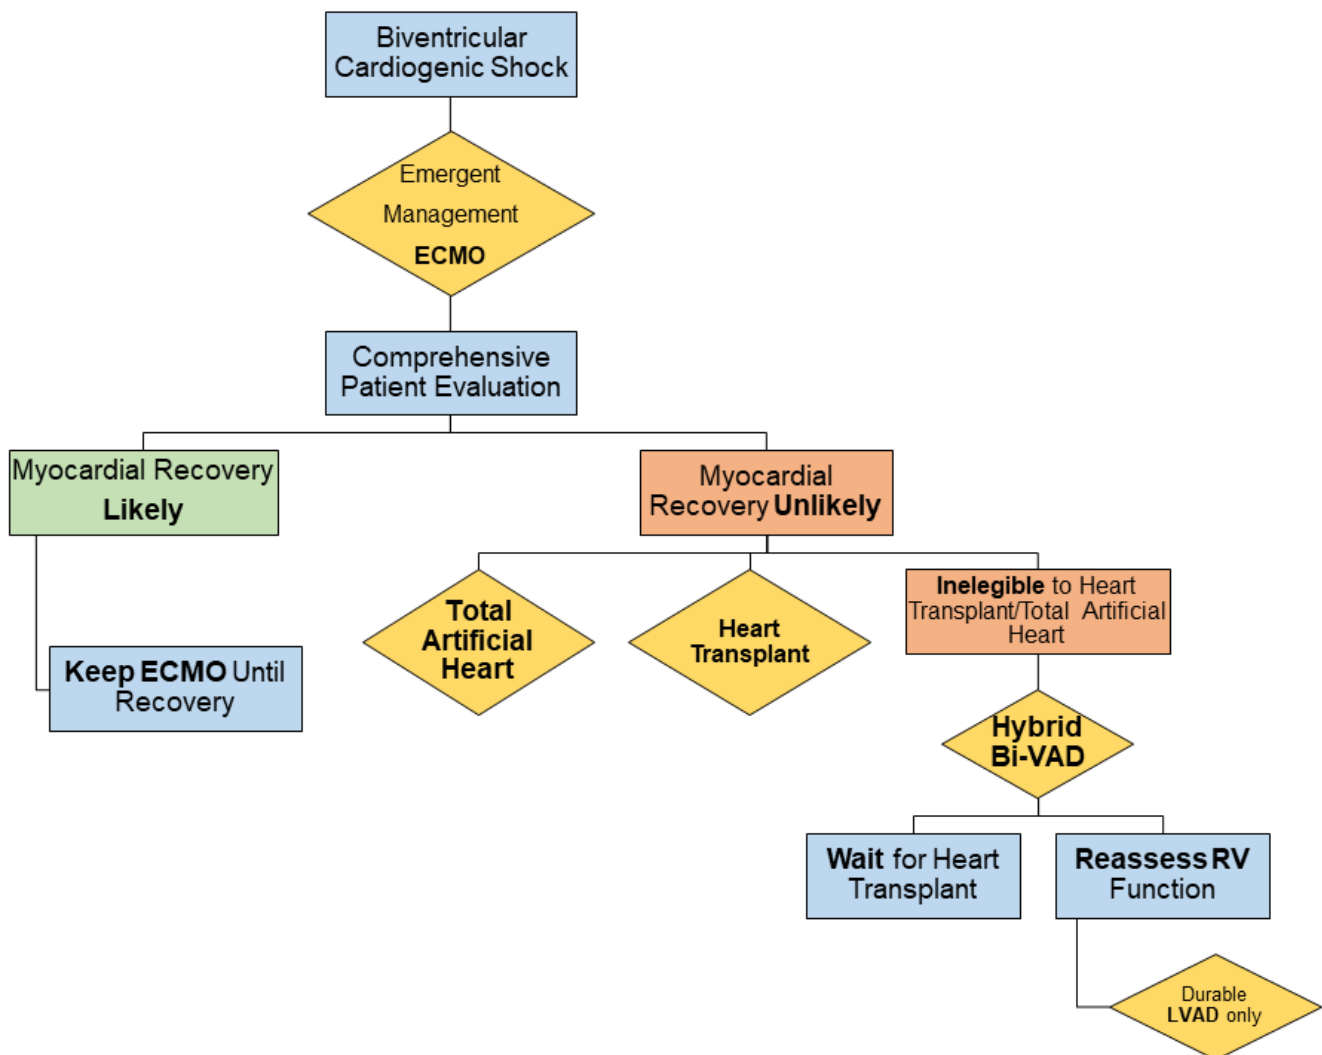 Biventricular
Cardiogenic Shock
Emergent
Management
ECMO
Comprehensive
Patient Evaluation
Myocardial Recovery
Likely
Myocardial
Recovery Unlikely
Keep ECMO Until
Recovery
Total
Artificial
Heart
Heart
Transplant
Inelegible to Heart
Transplant/Total Artificial
Heart
Hybrid
Bi-VAD
Wait for Heart
Transplant
Reassess RV
Function
Durable
LVAD only